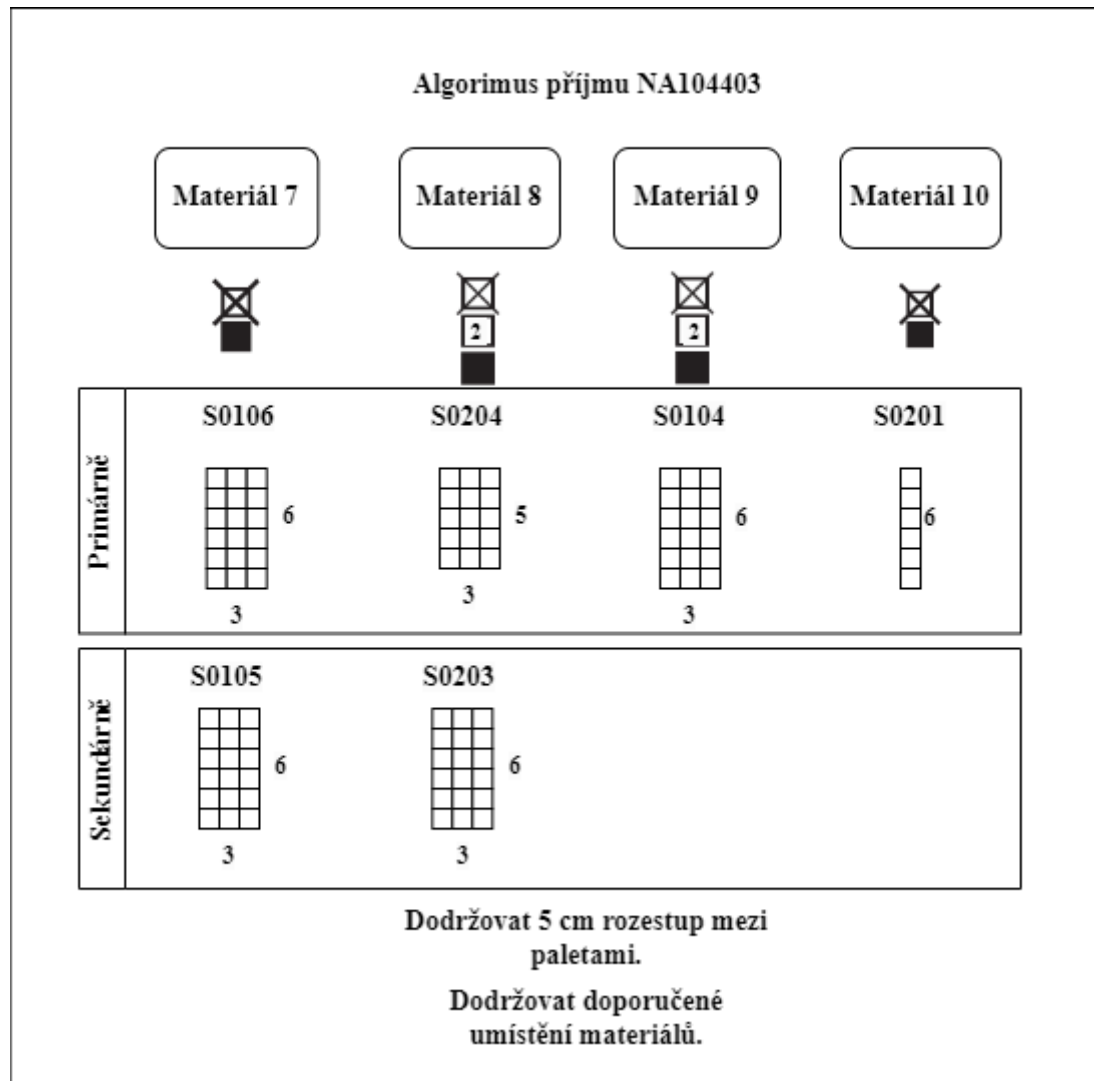 Algorimus příjmu NA104403
Materiál 7
Materiál 8
Materiál 9
Materiál 10
2
2
Primárně
S0106
S0204
S0104
S0201
6
5
6
6
3
3
3
Sekundárně
S0105
S0203
6
6
3
3
Dodržovat 5 cm rozestup mezi
paletami.
Dodržovat doporučené
umístění materiálů.